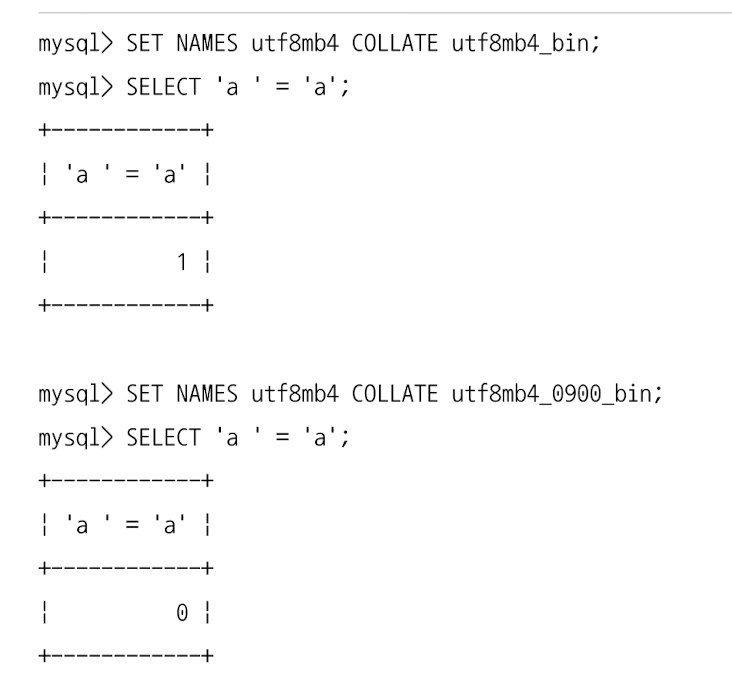 mysql> SET NAMES utf8mb4 COLLATE utf8mb4_bin;
mysql> SELECT 'a ' = 'a';
+------------+
¦ 'a ' = 'a' ¦
+------------+
¦          1 ¦
+------------+
mysql> SET NAMES utf8mb4 COLLATE utf8mb4_0900_bin;
mysql> SELECT 'a ' = 'a';
+------------+
¦ 'a ' = 'a' ¦
+------------+
¦          0 ¦
+------------+